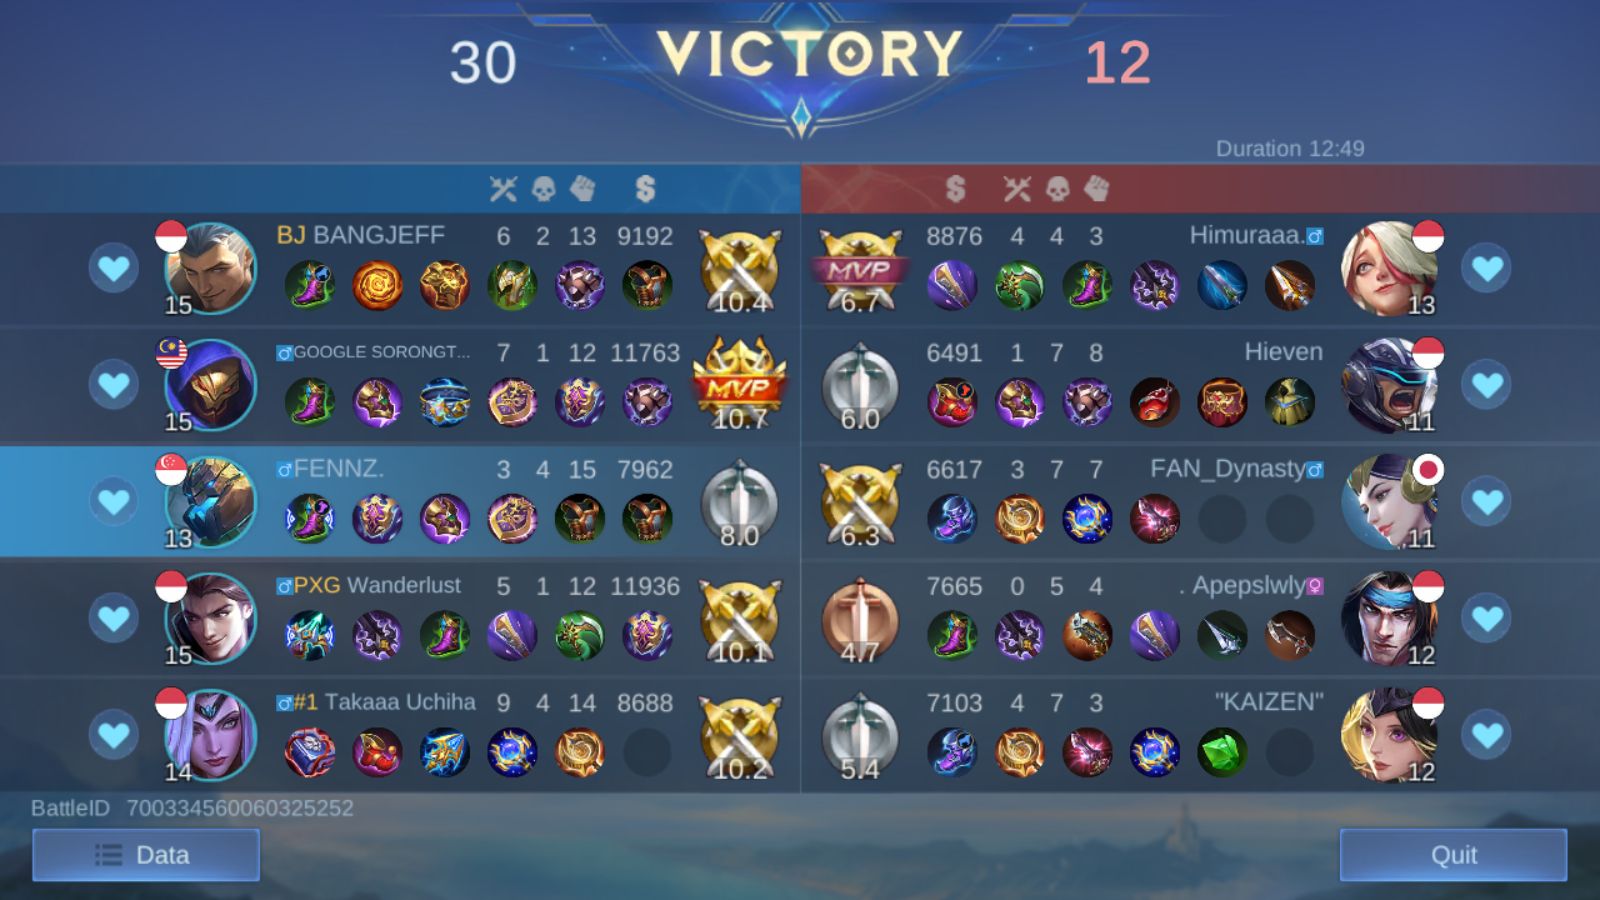 30 VICTORY 12
Duration 12:49
BJ BANGJEFF 6 2 13 9192
15 10.4
MVP 6.7 8876 4 4 3 Himuraaa.
13
GOOGLE SORONGT... 7 1 12 11763
15 MVP 10.7
6491 1 7 8 Hieven
6.0 11
FENNZ. 3 4 15 7962
13 8.0
6617 3 7 7 FAN_Dynasty
6.3 11
PXG Wanderlust 5 1 12 11936
15 10.1
7665 0 5 4 . Apepslwly
4.7 12
#1 Takaaa Uchiha 9 4 14 8688
14 10.2
7103 4 7 3 "KAIZEN"
5.4 12
BattleID 700334560060325252
Data
Quit